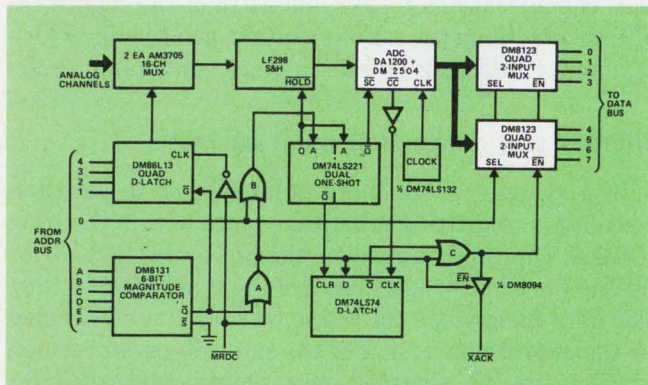 2 EA AM3705
16-CH
MUX
LF298
S&H
HOLD
ADC
DA1200 +
DM 2504
SC CC CLK
DM8123
QUAD
2-INPUT
MUX
SEL EN
0
1
2
3
ANALOG
CHANNELS
TO
DATA
BUS
DM8123
QUAD
2-INPUT
MUX
SEL EN
4
5
6
7
CLOCK
½ DM74LS132
Q A A Q
DM74LS221
DUAL
ONE-SHOT
Q
4
3
2
1
CLK
DM86L13
QUAD
D-LATCH
G
B
0
FROM
ADDR
BUS
A
B
C
D
E
F
DM8131
6-BIT
MAGNITUDE
COMPARATOR
Q
S
A
CLR D Q CLK
DM74LS74
D-LATCH
C
EN
¼ DM8094
MRDC
XACK